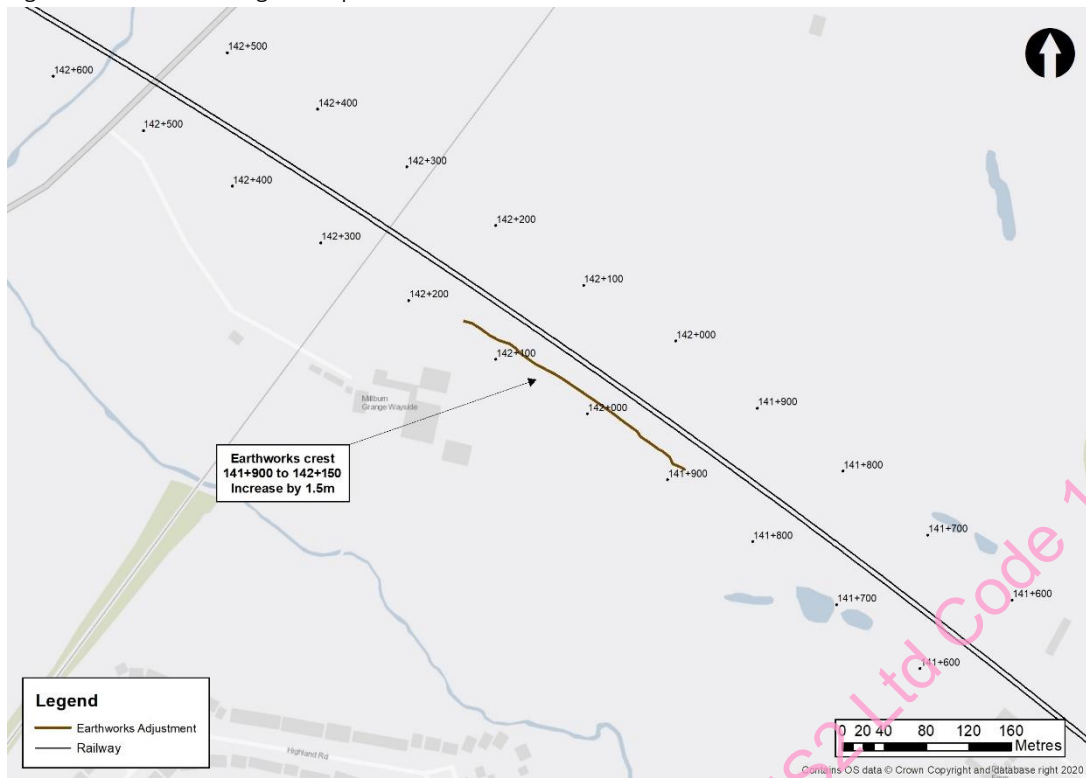 142+500
142+600
142+400
142+500
142+300
142+400
142+200
142+300
142+100
142+200
142+000
142+100
141+900
142+000
141+800
141+900
141+700
141+800
141+600
141+700
141+600
Millburn
Grange Wayside
Earthworks crest
141+900 to 142+150
Increase by 1.5m
Legend
Earthworks Adjustment
Railway
Highland Rd
0 20 40 80 120 160
Metres
Contains OS data © Crown Copyright and database right 2020
S2 Ltd Code 1